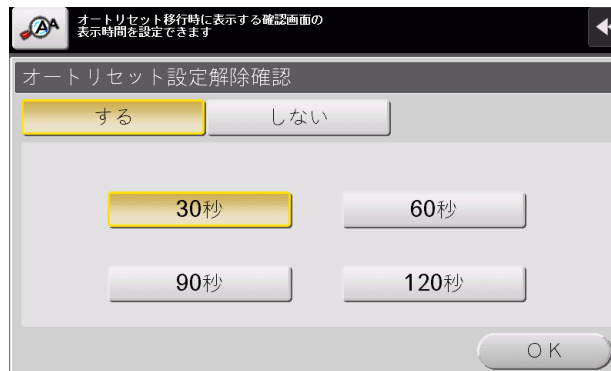 オートリセット移行時に表示する確認画面の
表示時間を設定できます
オートリセット設定解除確認
する しない
30秒 60秒
90秒 120秒
OK